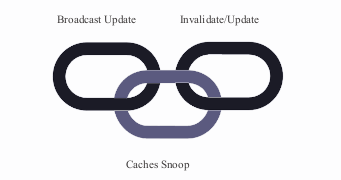 Broadcast Update
Invalidate/Update
Caches Snoop